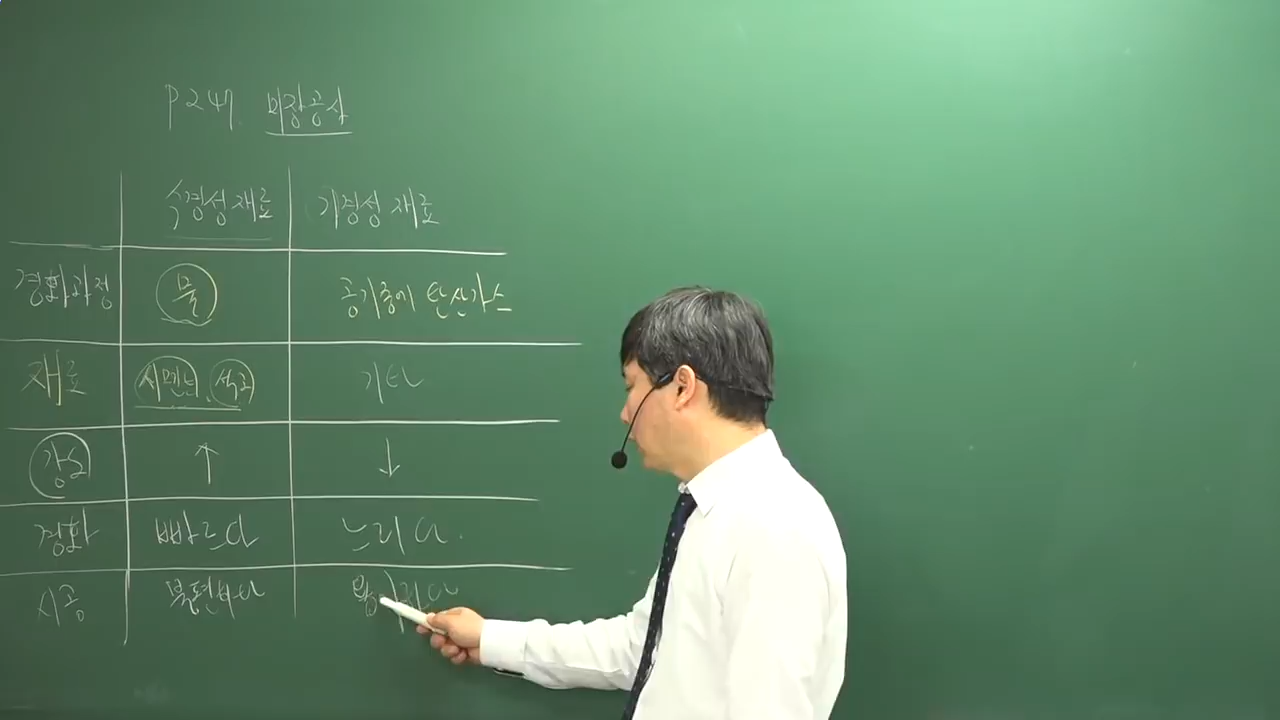 P247 미장공사
수경성 재료 기경성 재료
경화과정 물 공기중에 탄산가스
재료 시멘트, 석고 기타
강도 ↑ ↓
경화 빠르다 느리다.
시공 불편하다